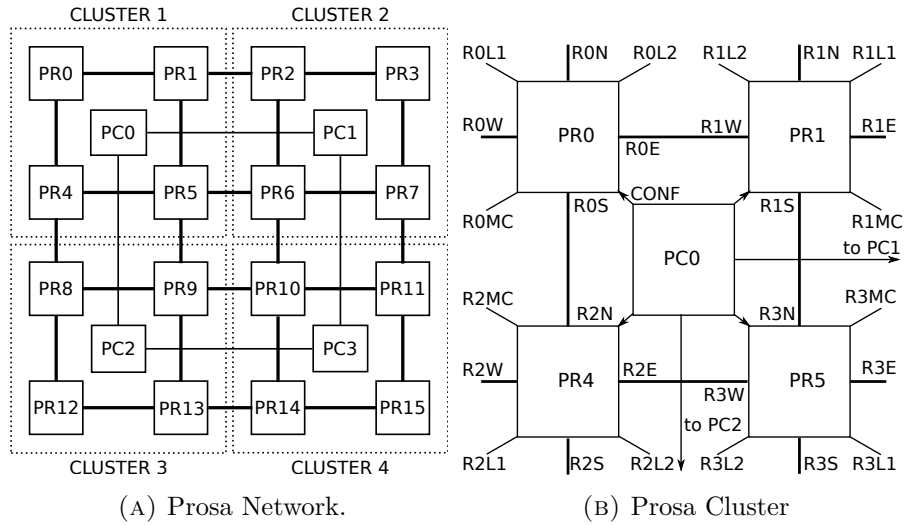 CLUSTER 1 CLUSTER 2
PR0 PR1 PR2 PR3
PC0 PC1
PR4 PR5 PR6 PR7
PR8 PR9 PR10 PR11
PC2 PC3
PR12 PR13 PR14 PR15
CLUSTER 3 CLUSTER 4
(A) Prosa Network.
R0L1 R0N R0L2 R1L2 R1N R1L1
PR0 PR1
R0W R1W R1E
R0E
CONF
R0MC R0S R1S R1MC
to PC1
PC0
R2MC R2N R3N R3MC
R2W PR4 R2E PR5 R3E
R3W
to PC2
R2L1 R2S R2L2 R3L2 R3S R3L1
(B) Prosa Cluster